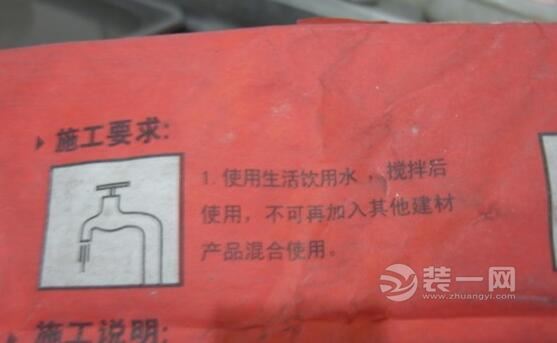 施工要求:
1. 使用生活饮用水，搅拌后
使用，不可再加入其他建材
产品混合使用。
装一网
www.zhuangyi.com
施工说明: